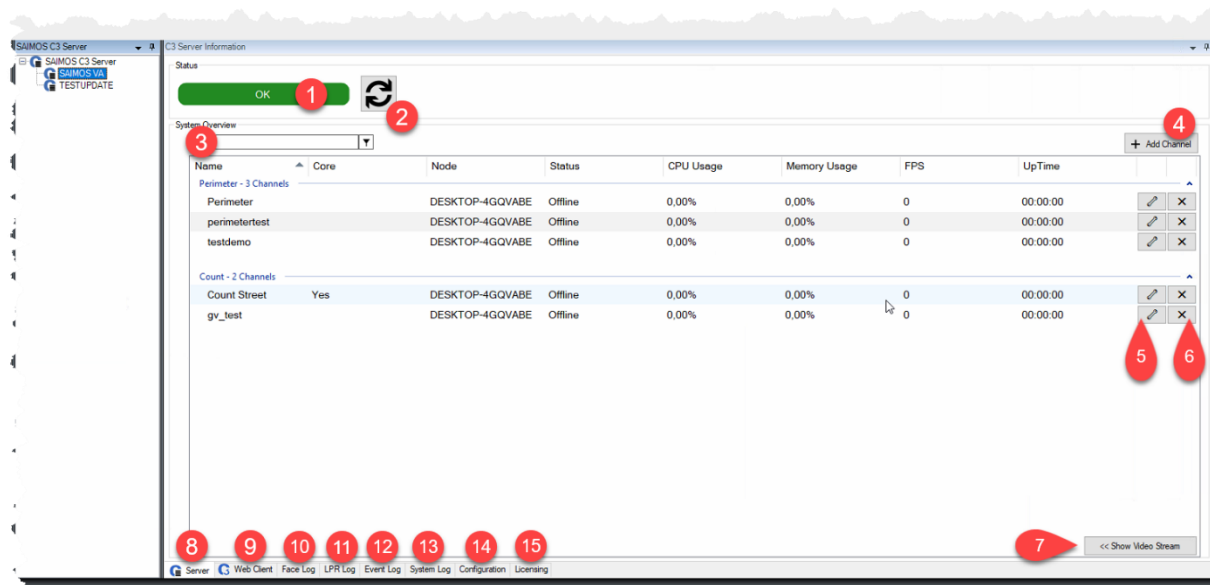 SAIMOS C3 Server
SAIMOS C3 Server
SAIMOS VA
TESTUPDATE
C3 Server Information
Status
OK
1
2
System Overview
3
4
+ Add Channel
Name Core Node Status CPU Usage Memory Usage FPS UpTime
Perimeter - 3 Channels
Perimeter DESKTOP-4GQVABE Offline 0,00% 0,00% 0 00:00:00
perimetertest DESKTOP-4GQVABE Offline 0,00% 0,00% 0 00:00:00
testdemo DESKTOP-4GQVABE Offline 0,00% 0,00% 0 00:00:00
Count - 2 Channels
Count Street Yes DESKTOP-4GQVABE Offline 0,00% 0,00% 0 00:00:00
gv_test DESKTOP-4GQVABE Offline 0,00% 0,00% 0 00:00:00
5 6
7 << Show Video Stream
8 9 10 11 12 13 14 15
Server Web Client Face Log LPR Log Event Log System Log Configuration Licensing